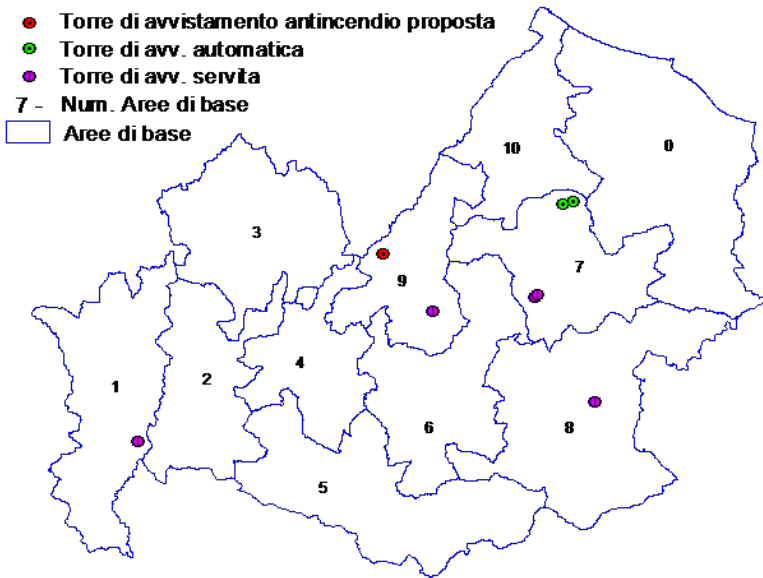 Torre di avvistamento antincendio proposta
Torre di avv. automatica
Torre di avv. servita
7 - Num. Aree di base
Aree di base
10
0
3
9
7
4
1
2
6
8
5